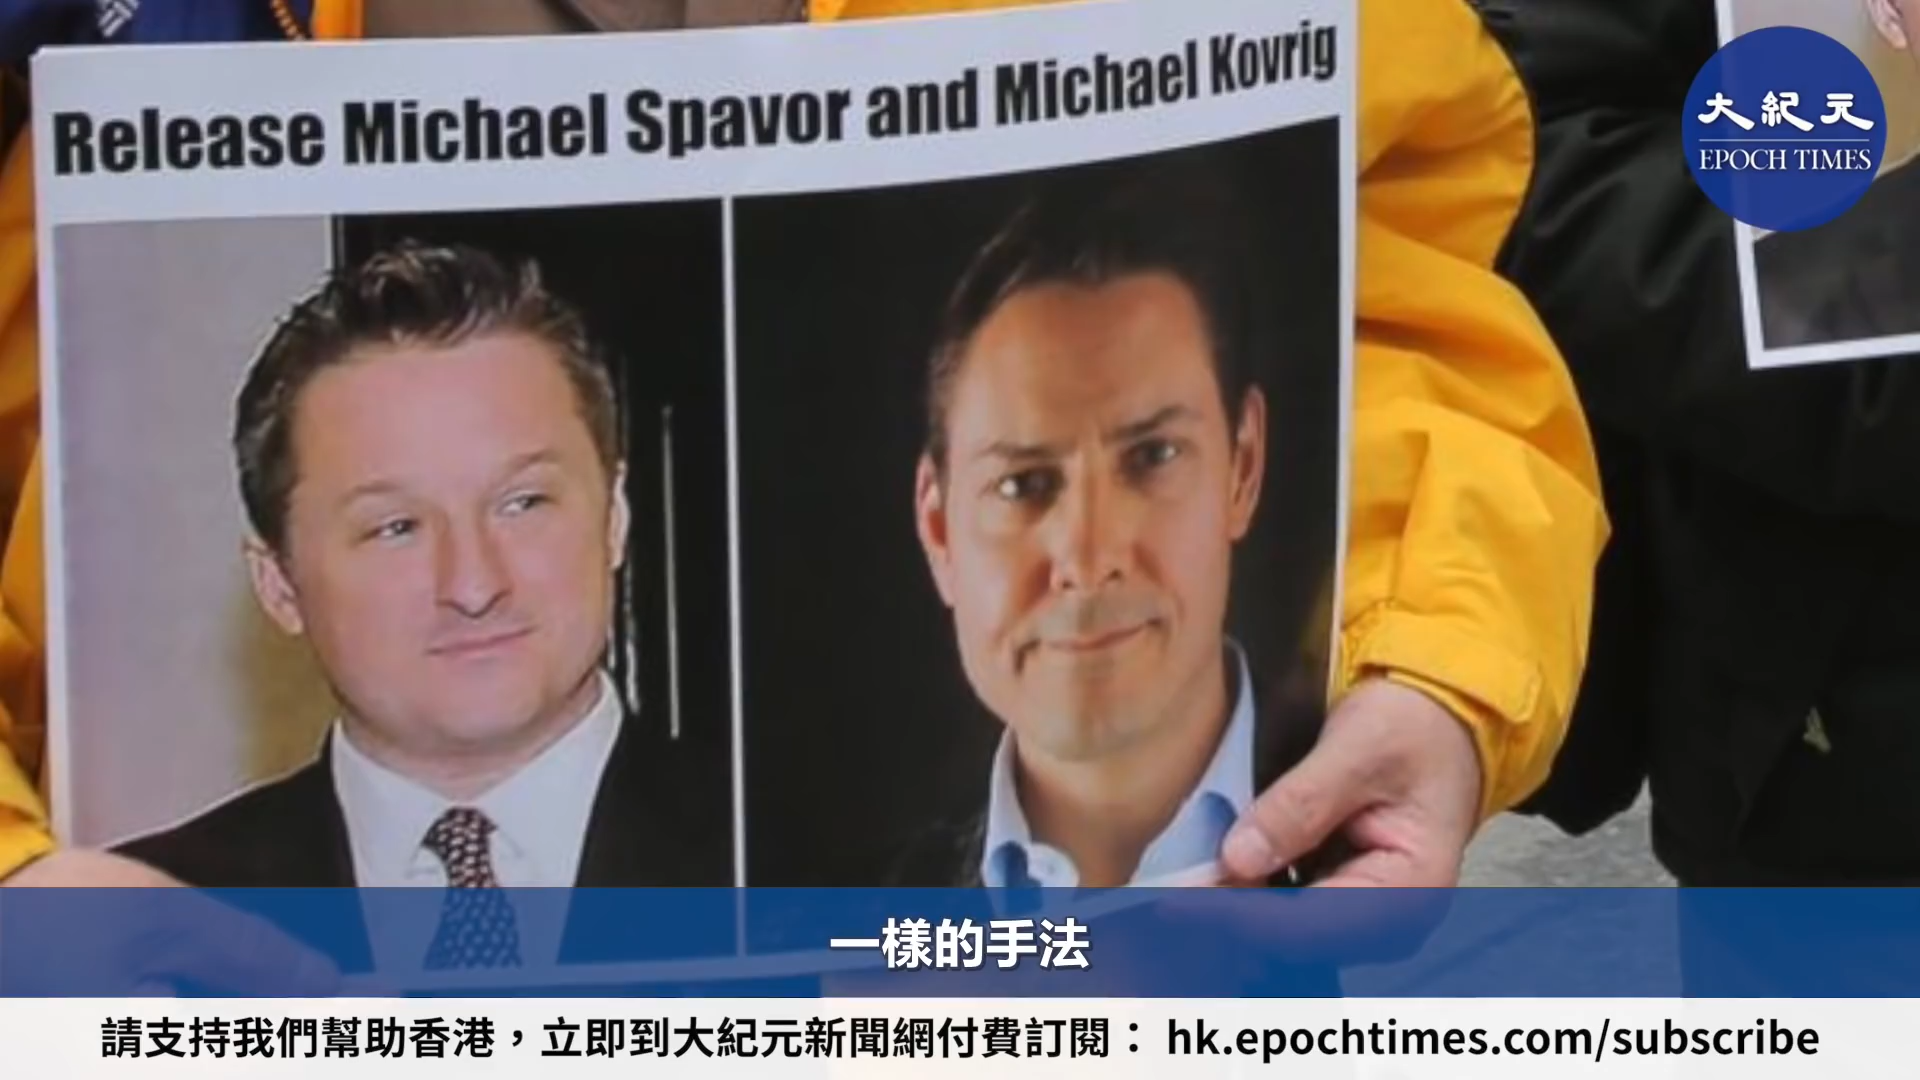 Release Michael Spavor and Michael Kovrig
大紀元
EPOCH TIMES
一樣的手法
請支持我們幫助香港，立即到大紀元新聞網付費訂閱： hk.epochtimes.com/subscribe